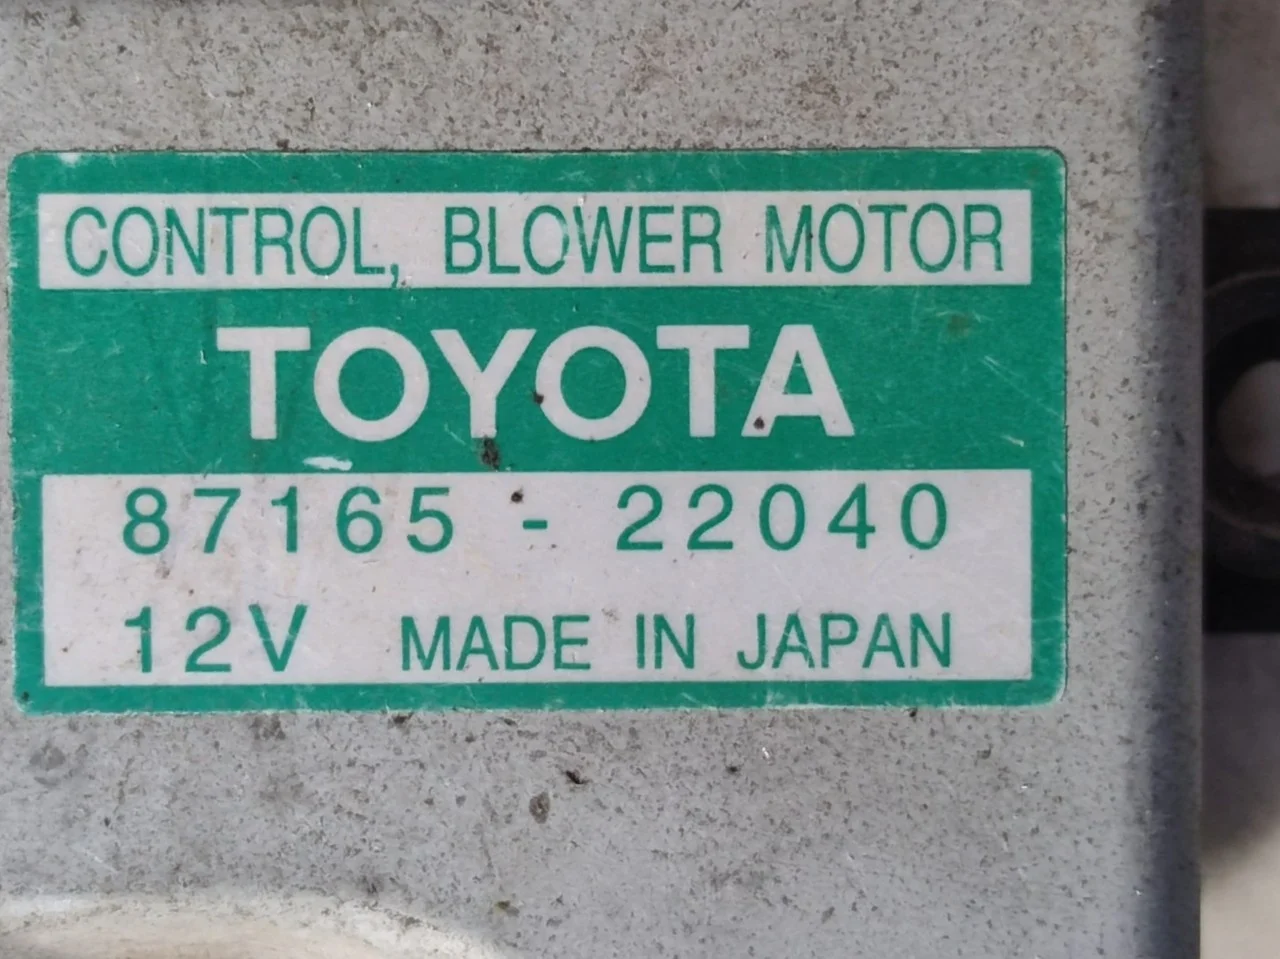 CONTROL, BLOWER MOTOR
TOYOTA
87165 - 22040
12V MADE IN JAPAN